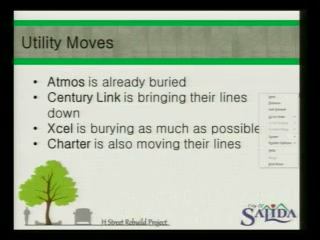 Utility Moves
• Atmos is already buried
• Century Link is bringing their lines
down
• Xcel is burying as much as possible
• Charter is also moving their lines
H Street Rebuild Project
City of
SALIDA